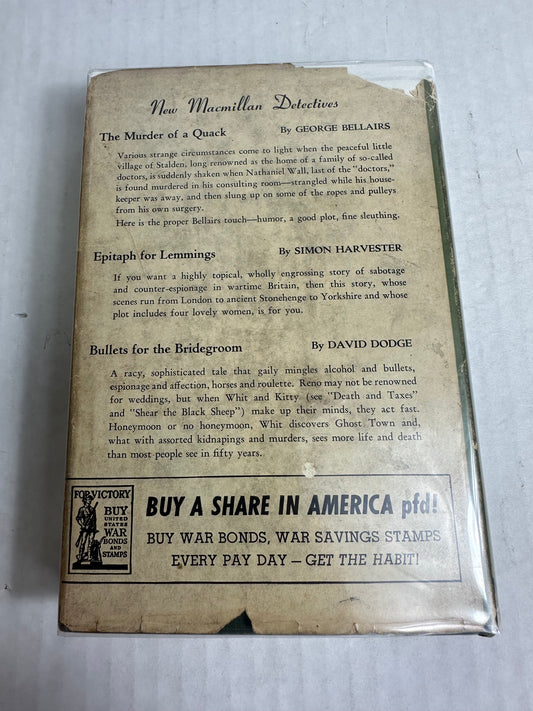 New Macmillan Detectives
The Murder of a Quack By GEORGE BELLAIRS
Various strange circumstances come to light when the peaceful little
village of Stalden, long renowned as the home of a family of so-called
doctors, is suddenly shaken when Nathaniel Wall, last of the "doctors,"
is found murdered in his consulting room—strangled while his house-
keeper was away, and then slung up on some of the ropes and pulleys
from his own surgery.
Here is the proper Bellairs touch—humor, a good plot, fine sleuthing.
Epitaph for Lemmings By SIMON HARVESTER
If you want a highly topical, wholly engrossing story of sabotage
and counter-espionage in wartime Britain, then this story, whose
scenes run from London to ancient Stonehenge to Yorkshire and whose
plot includes four lovely women, is for you.
Bullets for the Bridegroom By DAVID DODGE
A racy, sophisticated tale that gaily mingles alcohol and bullets,
espionage and affection, horses and roulette. Reno may not be renowned
for weddings, but when Whit and Kitty (see "Death and Taxes"
and "Shear the Black Sheep") make up their minds, they act fast.
Honeymoon or no honeymoon, Whit discovers Ghost Town and,
what with assorted kidnapings and murders, sees more life and death
than most people see in fifty years.
FOR VICTORY
BUY
UNITED
STATES
WAR
BONDS
AND
STAMPS
BUY A SHARE IN AMERICA pfd!
BUY WAR BONDS, WAR SAVINGS STAMPS
EVERY PAY DAY — GET THE HABIT!